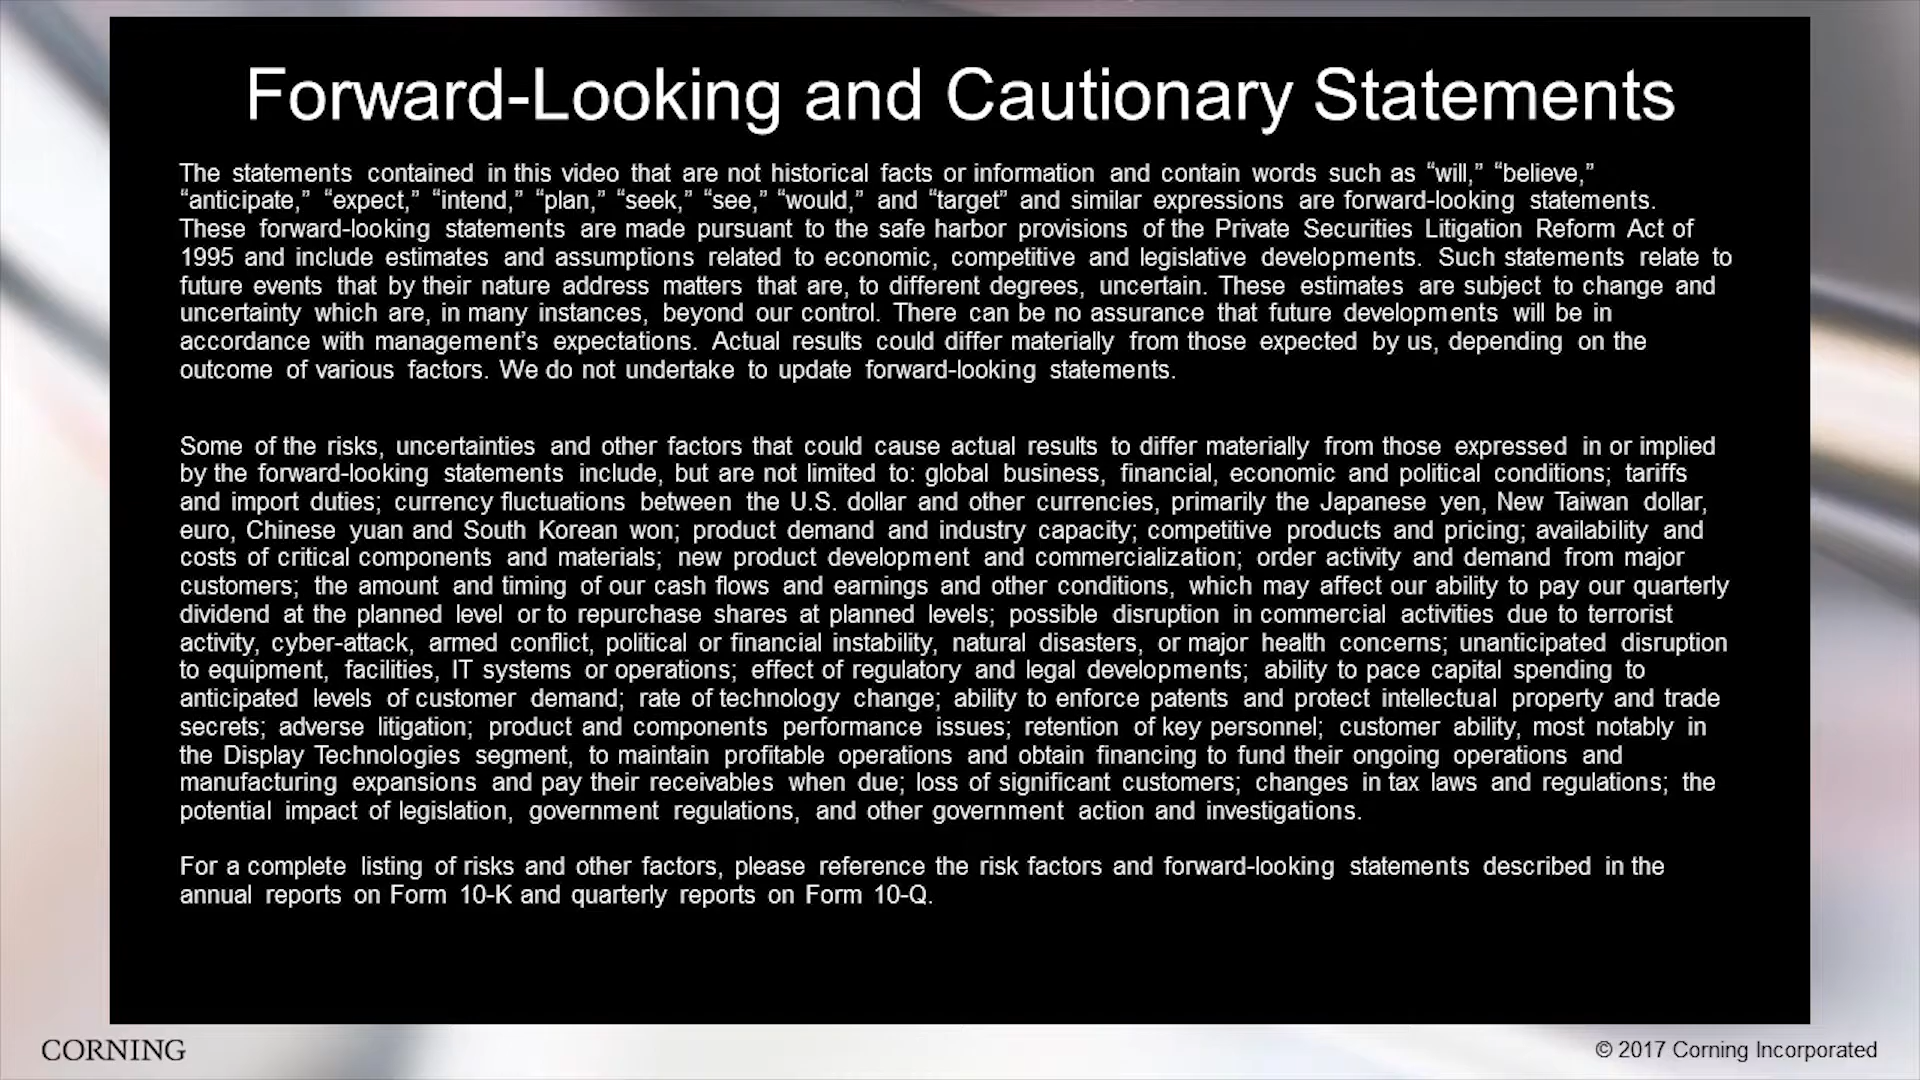 Forward-Looking and Cautionary Statements
The statements contained in this video that are not historical facts or information and contain words such as “will,” “believe,”
“anticipate,” “expect,” “intend,” “plan,” “seek,” “see,” “would,” and “target” and similar expressions are forward-looking statements.
These forward-looking statements are made pursuant to the safe harbor provisions of the Private Securities Litigation Reform Act of
1995 and include estimates and assumptions related to economic, competitive and legislative developments. Such statements relate to
future events that by their nature address matters that are, to different degrees, uncertain. These estimates are subject to change and
uncertainty which are, in many instances, beyond our control. There can be no assurance that future developments will be in
accordance with management’s expectations. Actual results could differ materially from those expected by us, depending on the
outcome of various factors. We do not undertake to update forward-looking statements.
Some of the risks, uncertainties and other factors that could cause actual results to differ materially from those expressed in or implied
by the forward-looking statements include, but are not limited to: global business, financial, economic and political conditions; tariffs
and import duties; currency fluctuations between the U.S. dollar and other currencies, primarily the Japanese yen, New Taiwan dollar,
euro, Chinese yuan and South Korean won; product demand and industry capacity; competitive products and pricing; availability and
costs of critical components and materials; new product development and commercialization; order activity and demand from major
customers; the amount and timing of our cash flows and earnings and other conditions, which may affect our ability to pay our quarterly
dividend at the planned level or to repurchase shares at planned levels; possible disruption in commercial activities due to terrorist
activity, cyber-attack, armed conflict, political or financial instability, natural disasters, or major health concerns; unanticipated disruption
to equipment, facilities, IT systems or operations; effect of regulatory and legal developments; ability to pace capital spending to
anticipated levels of customer demand; rate of technology change; ability to enforce patents and protect intellectual property and trade
secrets; adverse litigation; product and components performance issues; retention of key personnel; customer ability, most notably in
the Display Technologies segment, to maintain profitable operations and obtain financing to fund their ongoing operations and
manufacturing expansions and pay their receivables when due; loss of significant customers; changes in tax laws and regulations; the
potential impact of legislation, government regulations, and other government action and investigations.
For a complete listing of risks and other factors, please reference the risk factors and forward-looking statements described in the
annual reports on Form 10-K and quarterly reports on Form 10-Q.
CORNING
© 2017 Corning Incorporated